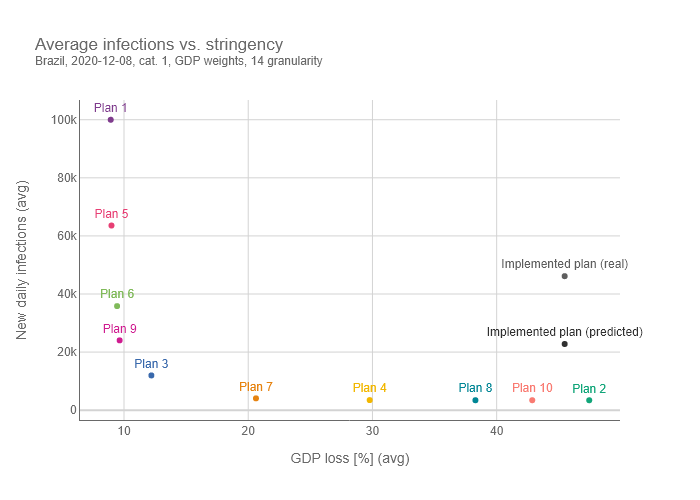 Average infections vs. stringency
Brazil, 2020-12-08, cat. 1, GDP weights, 14 granularity
Plan 1
100k
80k
Plan 5
60k
Implemented plan (real)
Plan 6
40k
Plan 9
Implemented plan (predicted)
20k
Plan 3
Plan 7
Plan 4
Plan 8
Plan 10
Plan 2
0
10
20
30
40
New daily infections (avg)
GDP loss [%] (avg)